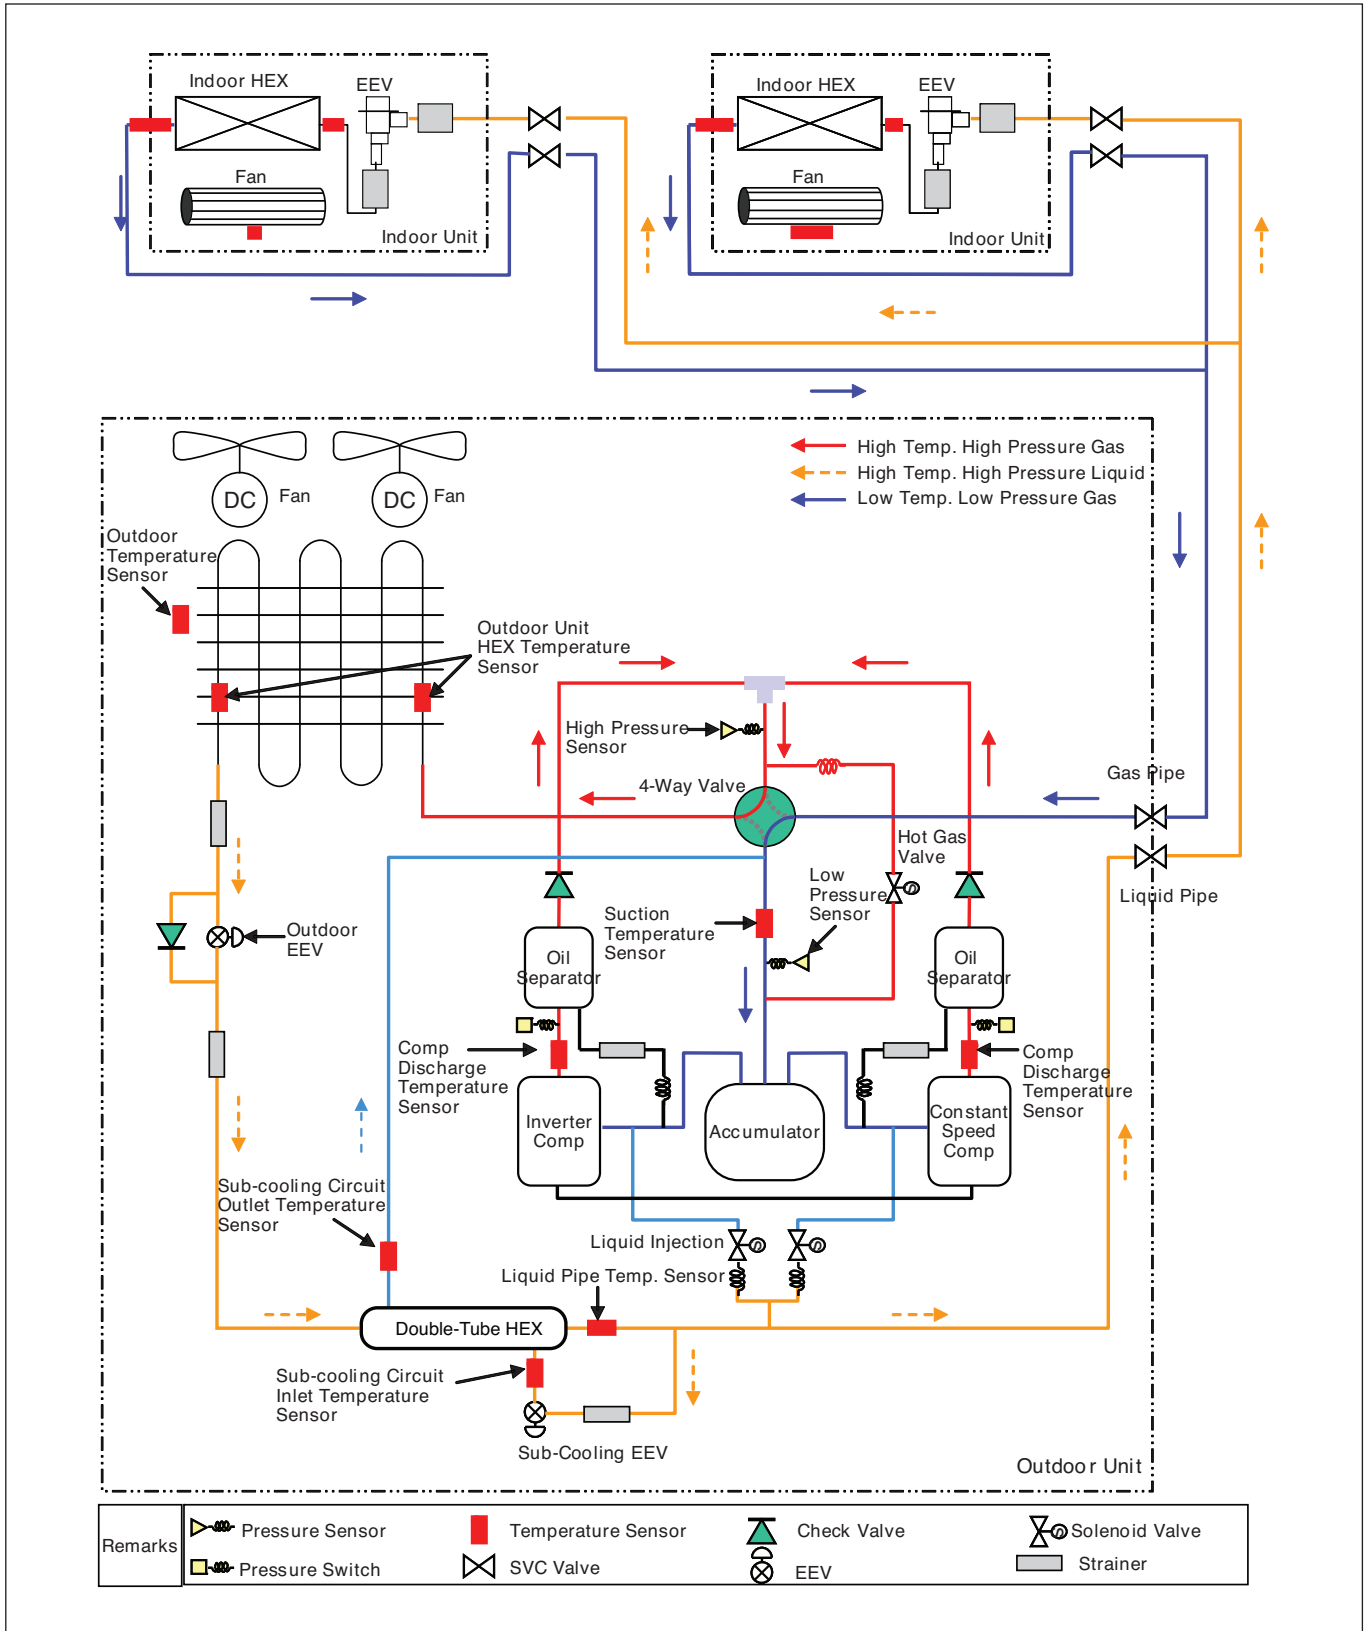 Indoor HEX
EEV
Fan
Indoor Unit
Indoor HEX
EEV
Fan
Indoor Unit
DC
Fan
DC
Fan
High Temp. High Pressure Gas
High Temp. High Pressure Liquid
Low Temp. Low Pressure Gas
Outdoor
Temperature
Sensor
Outdoor Unit
HEX Temperature
Sensor
High Pressure
Sensor
4-Way Valve
Gas Pipe
Hot Gas
Valve
Low
Pressure
Sensor
Liquid Pipe
Suction
Temperature
Sensor
Outdoor
EEV
Oil
Separator
Oil
Separator
Comp
Discharge
Temperature
Sensor
Comp
Discharge
Temperature
Sensor
Inverter
Comp
Accumulator
Constant
Speed
Comp
Sub-cooling Circuit
Outlet Temperature
Sensor
Liquid Injection
Liquid Pipe Temp. Sensor
Double-Tube HEX
Sub-cooling Circuit
Inlet Temperature
Sensor
Sub-Cooling EEV
Outdoor Unit
Remarks
Pressure Sensor
Temperature Sensor
Check Valve
Solenoid Valve
Pressure Switch
SVC Valve
EEV
Strainer